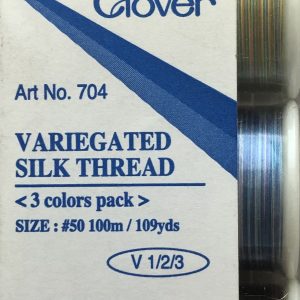 Clover
Art No. 704
VARIEGATED
SILK THREAD
< 3 colors pack >
SIZE : #50 100m / 109yds
V 1/2/3